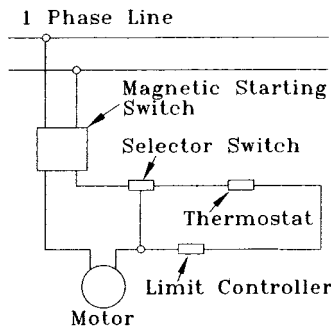 1 Phase Line
Magnetic Starting
Switch
Selector Switch
Thermostat
Limit Controller
Motor